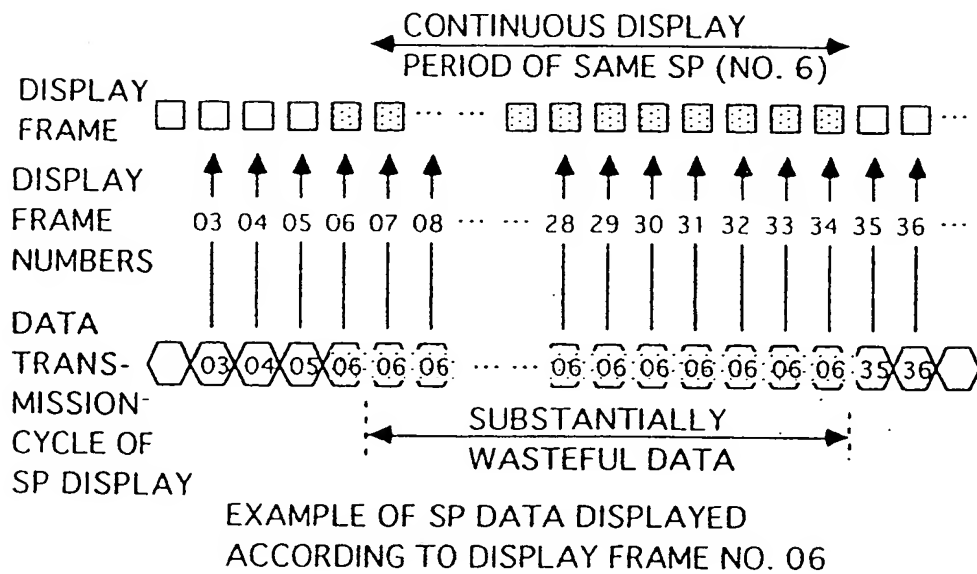 CONTINUOUS DISPLAY
PERIOD OF SAME SP (NO. 6)
DISPLAY
FRAME
... ...
...
DISPLAY
FRAME
NUMBERS
03 04 05 06 07 08 ... ... 28 29 30 31 32 33 34 35 36 ...
DATA
TRANS-
MISSION-
CYCLE OF
SP DISPLAY
03 04 05 06 06 06 ... ... 06 06 06 06 06 06 06 35 36
SUBSTANTIALLY
WASTEFUL DATA
EXAMPLE OF SP DATA DISPLAYED
ACCORDING TO DISPLAY FRAME NO. 06